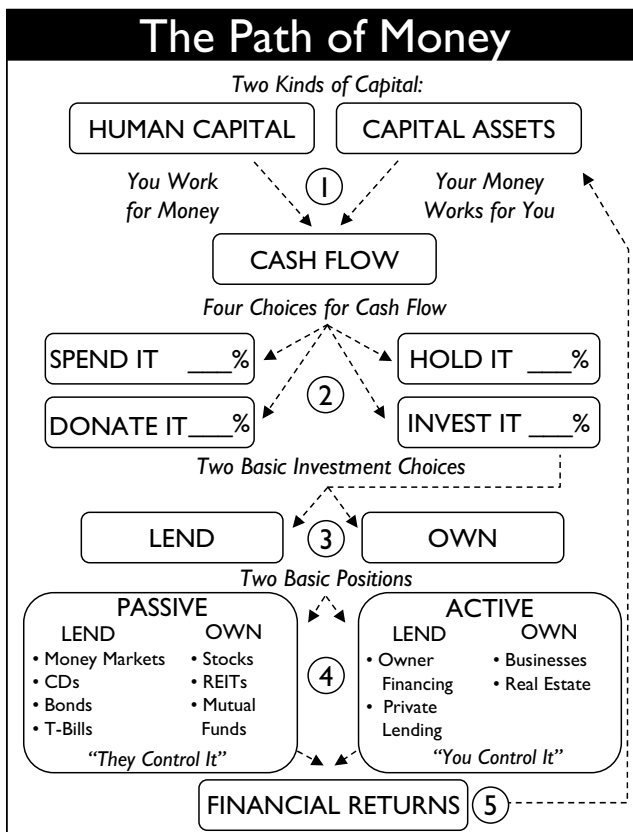 The Path of Money
Two Kinds of Capital:
HUMAN CAPITAL
CAPITAL ASSETS
You Work
for Money
1
Your Money
Works for You
CASH FLOW
Four Choices for Cash Flow
SPEND IT ___%
HOLD IT ___%
2
DONATE IT ___%
INVEST IT ___%
Two Basic Investment Choices
LEND
3
OWN
Two Basic Positions
PASSIVE
LEND
• Money Markets
• CDs
• Bonds
• T-Bills
OWN
• Stocks
• REITs
• Mutual
Funds
"They Control It"
4
ACTIVE
LEND
• Owner
Financing
• Private
Lending
OWN
• Businesses
• Real Estate
"You Control It"
FINANCIAL RETURNS
5